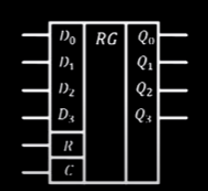 D₀ RG Q₀
D₁ Q₁
D₂ Q₂
D₃ Q₃
R
C